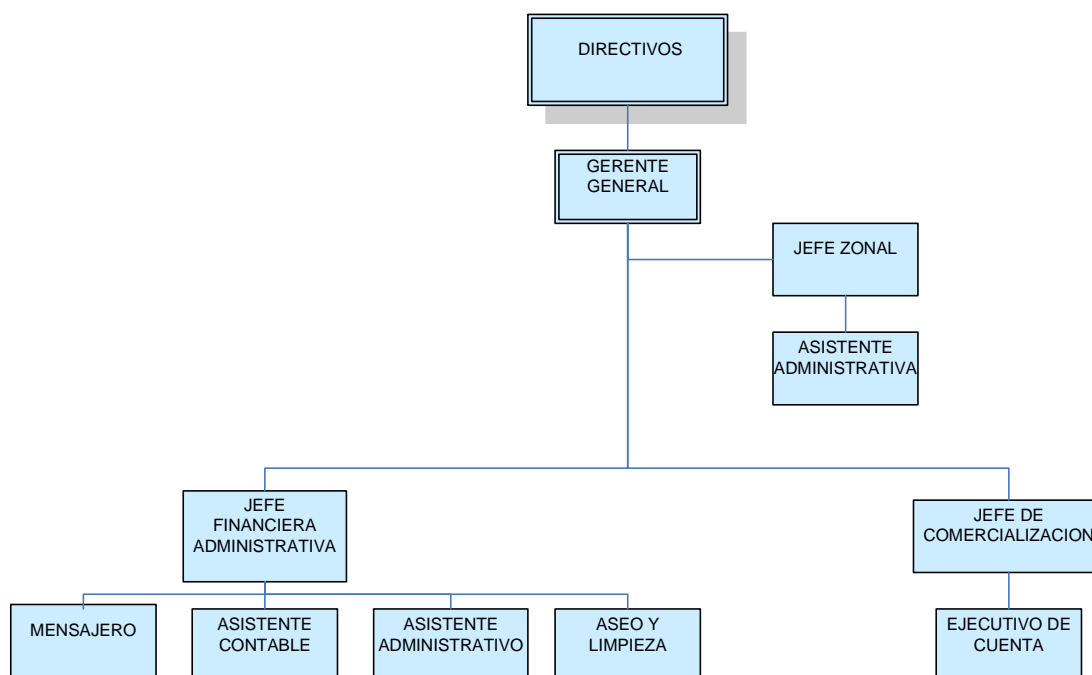 DIRECTIVOS
GERENTE
GENERAL
JEFE ZONAL
ASISTENTE
ADMINISTRATIVA
JEFE
FINANCIERA
ADMINISTRATIVA
JEFE DE
COMERCIALIZACION
MENSAJERO
ASISTENTE
CONTABLE
ASISTENTE
ADMINISTRATIVO
ASEO Y
LIMPIEZA
EJECUTIVO DE
CUENTA